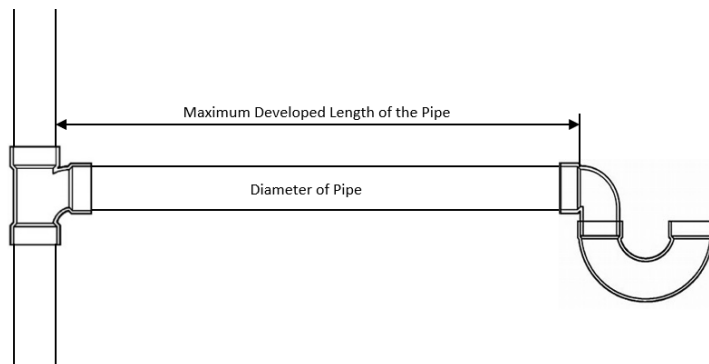 Maximum Developed Length of the Pipe
Diameter of Pipe